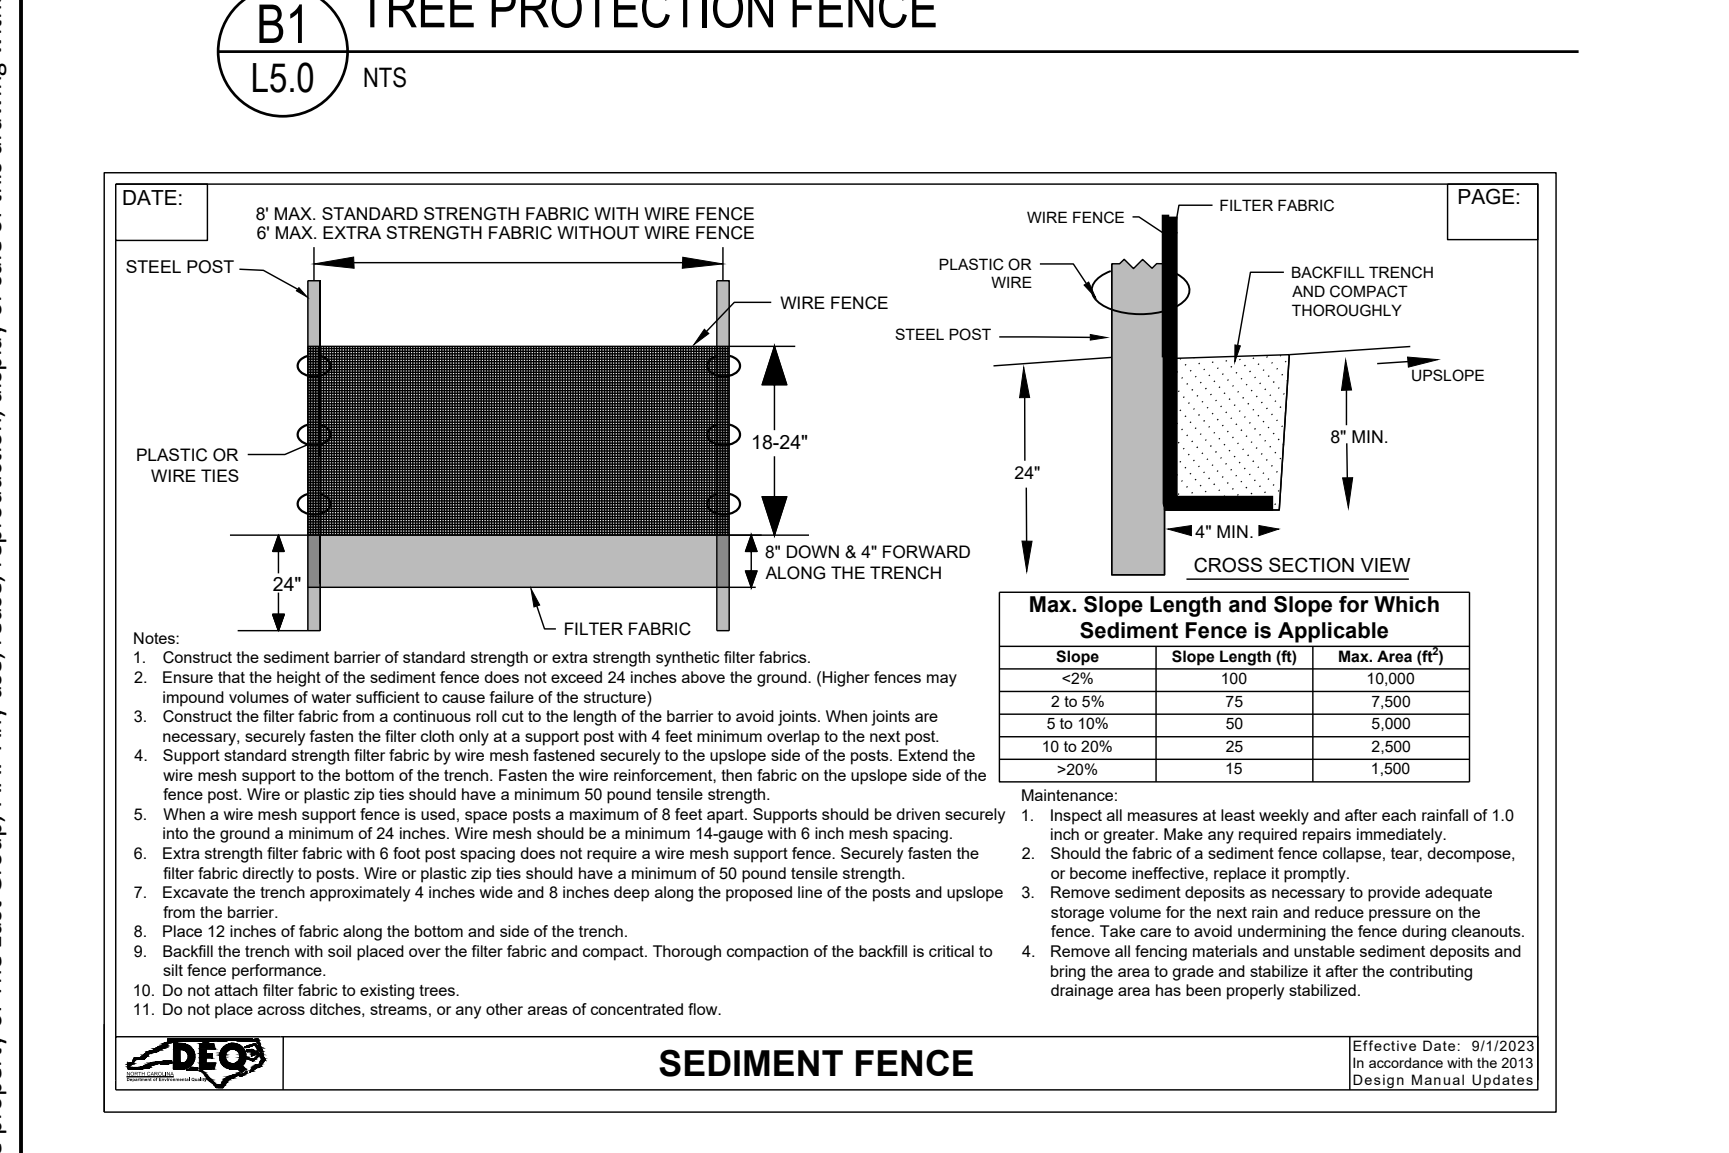 B1
TREE PROTECTION FENCE
L5.0
NTS
DATE:
PAGE:
8' MAX. STANDARD STRENGTH FABRIC WITH WIRE FENCE
6' MAX. EXTRA STRENGTH FABRIC WITHOUT WIRE FENCE
STEEL POST
WIRE FENCE
18-24"
PLASTIC OR
WIRE TIES
8" DOWN & 4" FORWARD
ALONG THE TRENCH
24"
FILTER FABRIC
WIRE FENCE
FILTER FABRIC
PLASTIC OR
WIRE
BACKFILL TRENCH
AND COMPACT
THOROUGHLY
STEEL POST
UPSLOPE
8" MIN.
24"
4" MIN.
CROSS SECTION VIEW
Notes:
1. Construct the sediment barrier of standard strength or extra strength synthetic filter fabrics.
2. Ensure that the height of the sediment fence does not exceed 24 inches above the ground. (Higher fences may
impound volumes of water sufficient to cause failure of the structure)
3. Construct the filter fabric from a continuous roll cut to the length of the barrier to avoid joints. When joints are
necessary, securely fasten the filter cloth only at a support post with 4 feet minimum overlap to the next post.
4. Support standard strength filter fabric by wire mesh fastened securely to the upslope side of the posts. Extend the
wire mesh support to the bottom of the trench. Fasten the wire reinforcement, then fabric on the upslope side of the
fence post. Wire or plastic zip ties should have a minimum 50 pound tensile strength.
5. When a wire mesh support fence is used, space posts a maximum of 8 feet apart. Supports should be driven securely
into the ground a minimum of 24 inches. Wire mesh should be a minimum 14-gauge with 6 inch mesh spacing.
6. Extra strength filter fabric with 6 foot post spacing does not require a wire mesh support fence. Securely fasten the
filter fabric directly to posts. Wire or plastic zip ties should have a minimum of 50 pound tensile strength.
7. Excavate the trench approximately 4 inches wide and 8 inches deep along the proposed line of the posts and upslope
from the barrier.
8. Place 12 inches of fabric along the bottom and side of the trench.
9. Backfill the trench with soil placed over the filter fabric and compact. Thorough compaction of the backfill is critical to
silt fence performance.
10. Do not attach filter fabric to existing trees.
11. Do not place across ditches, streams, or any other areas of concentrated flow.
Max. Slope Length and Slope for Which
Sediment Fence is Applicable
Slope Slope Length (ft) Max. Area (ft²)
<2% 100 10,000
2 to 5% 75 7,500
5 to 10% 50 5,000
10 to 20% 25 2,500
>20% 15 1,500
Maintenance:
1. Inspect all measures at least weekly and after each rainfall of 1.0
inch or greater. Make any required repairs immediately.
2. Should the fabric of a sediment fence collapse, tear, decompose,
or become ineffective, replace it promptly.
3. Remove sediment deposits as necessary to provide adequate
storage volume for the next rain and reduce pressure on the
fence. Take care to avoid undermining the fence during cleanouts.
4. Remove all fencing materials and unstable sediment deposits and
bring the area to grade and stabilize it after the contributing
drainage area has been properly stabilized.
DEQ
NORTH CAROLINA
Department of Environmental Quality
SEDIMENT FENCE
Effective Date: 9/1/2023
In accordance with the 2013
Design Manual Updates